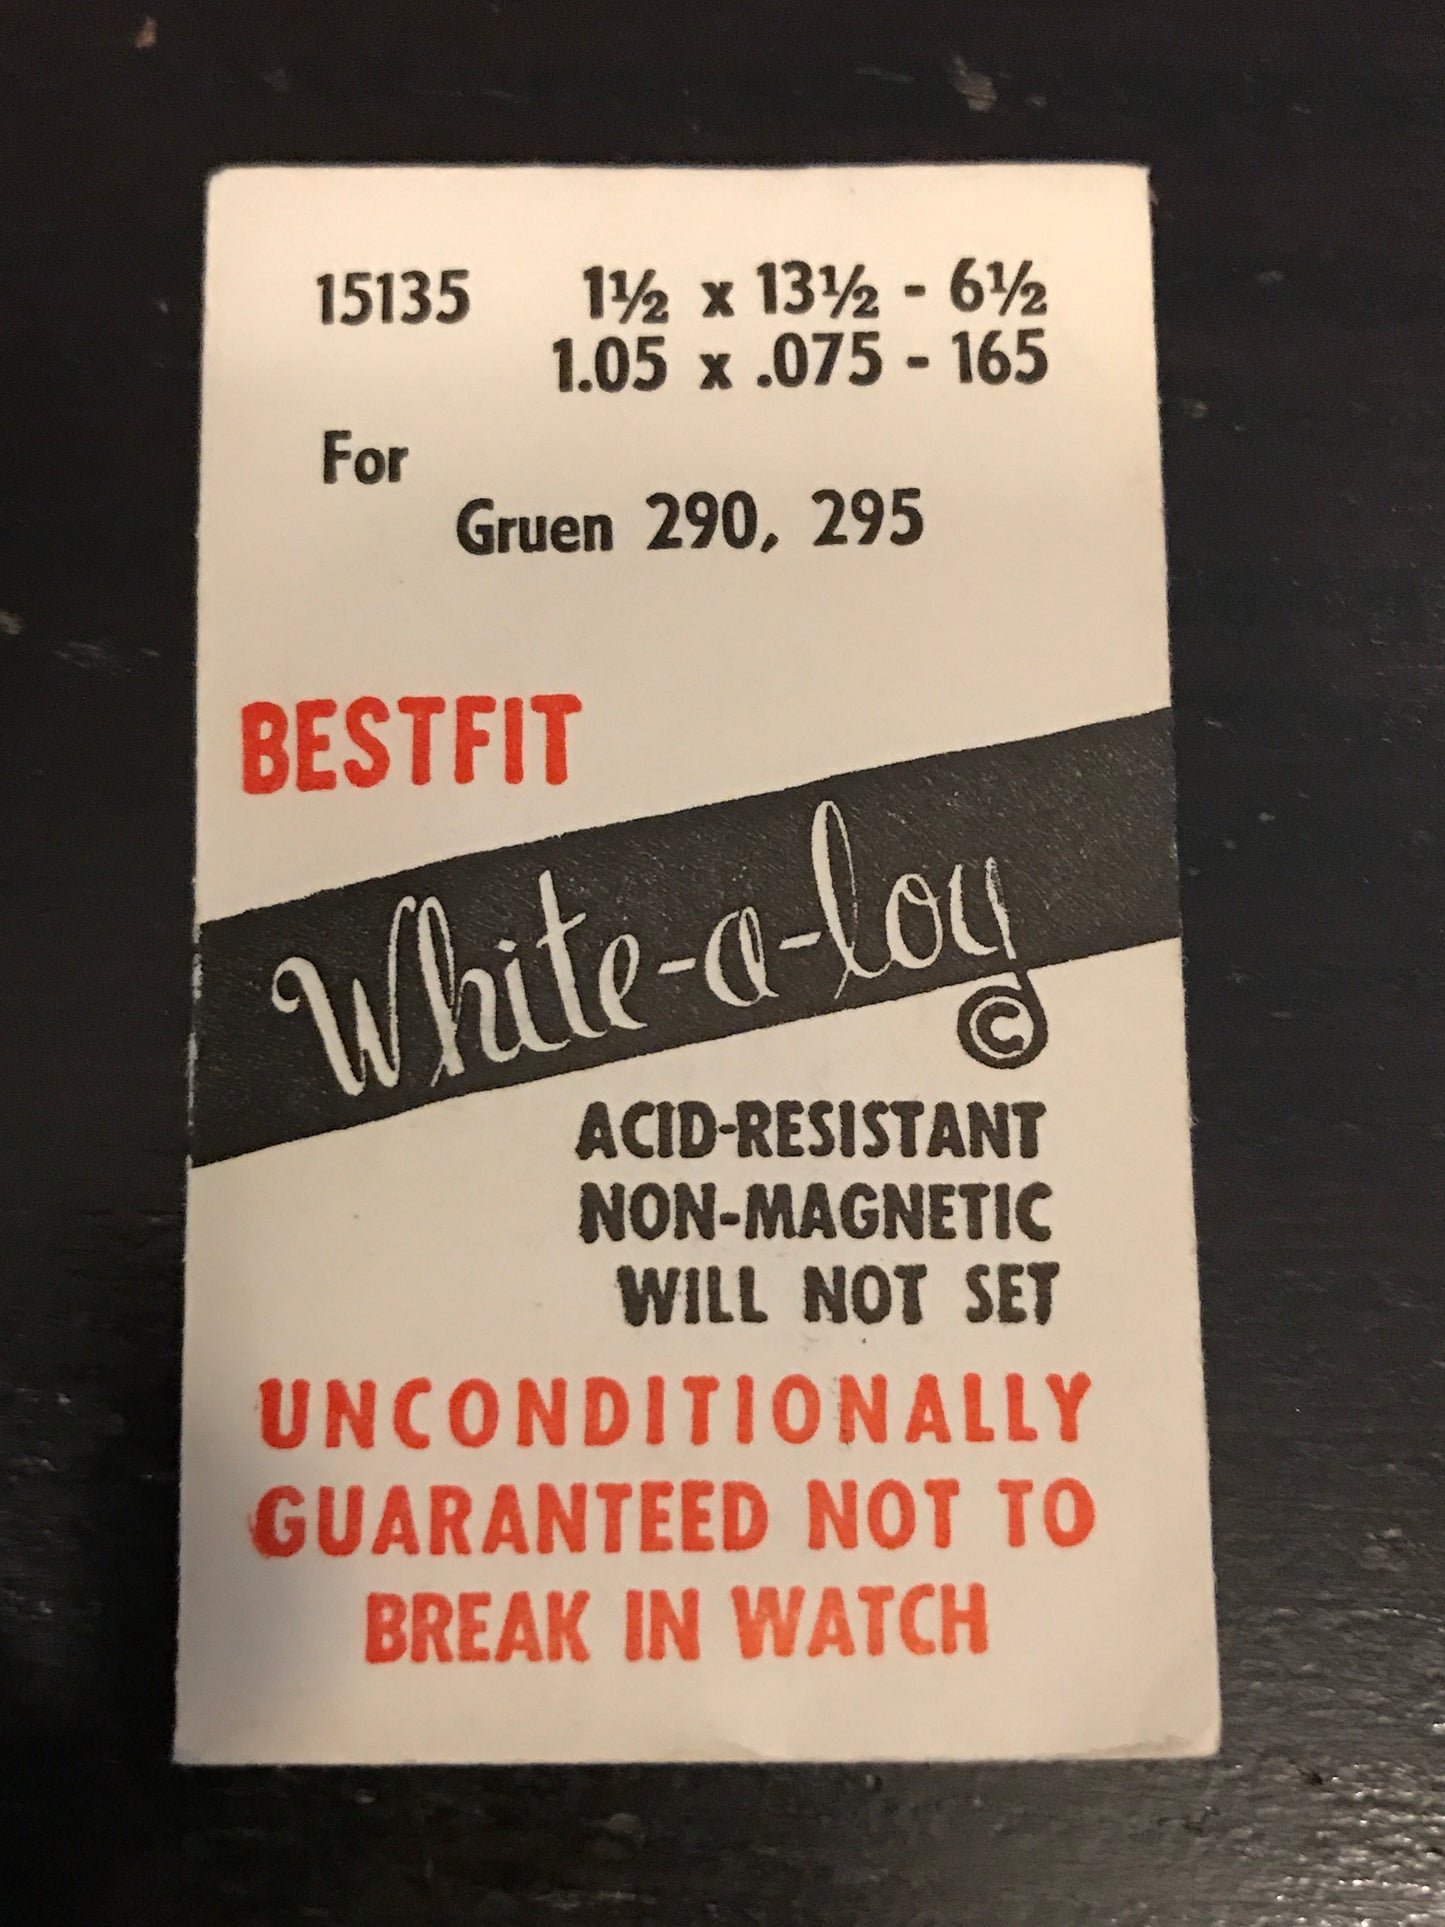 15135 1½ x 13½ - 6½
1.05 x .075 - 165
For
Gruen 290, 295
BESTFIT
White-a-loy
©
ACID-RESISTANT
NON-MAGNETIC
WILL NOT SET
UNCONDITIONALLY
GUARANTEED NOT TO
BREAK IN WATCH